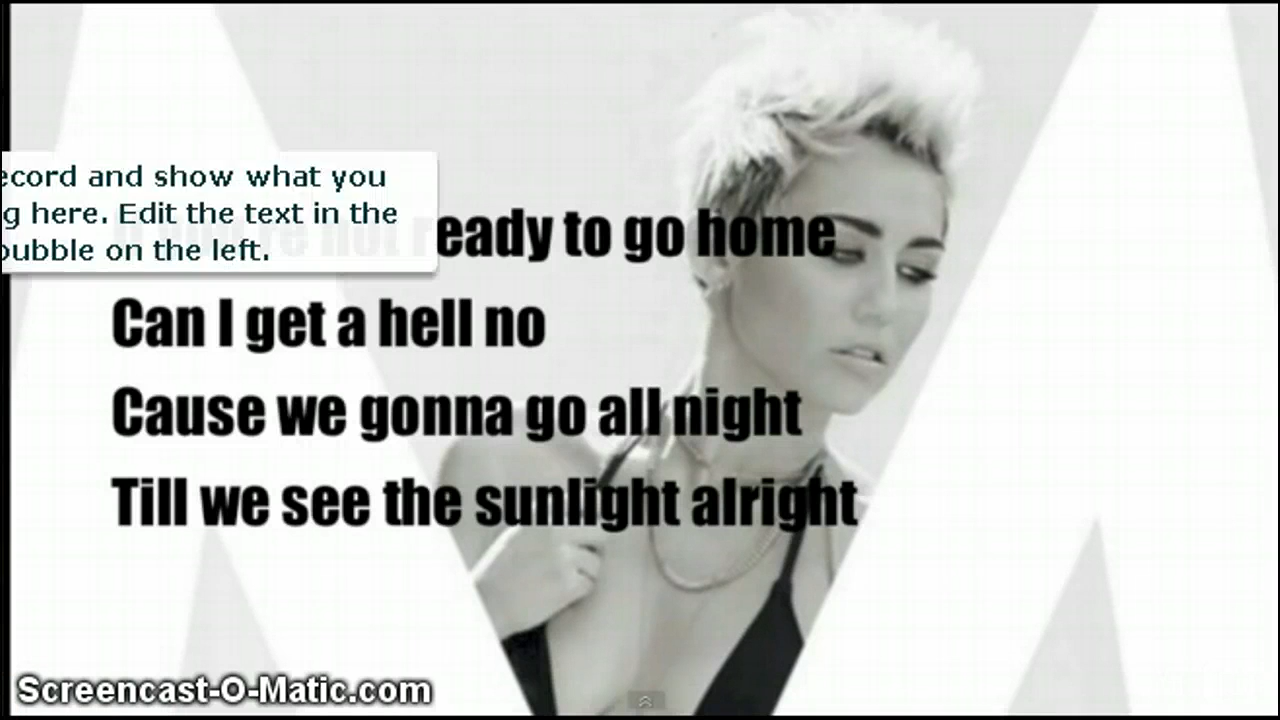 ecord and show what you
g here. Edit the text in the
bubble on the left.
ready to go home
Can I get a hell no
Cause we gonna go all night
Till we see the sunlight alright
Screencast-O-Matic.com